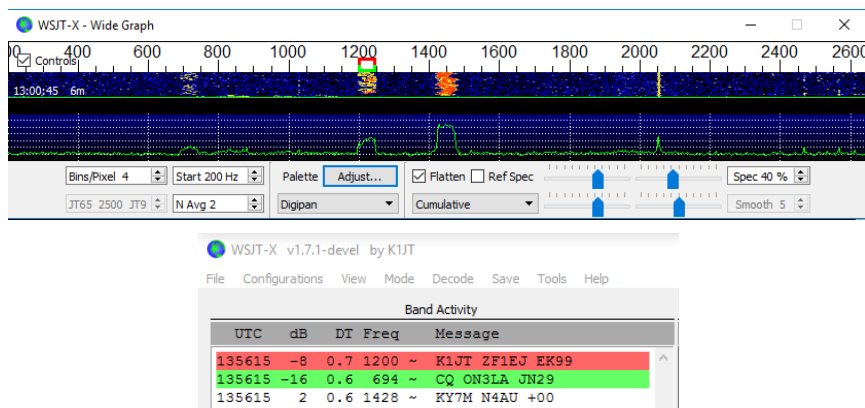 WSJT-X - Wide Graph
00 400 600 800 1000 1200 1400 1600 1800 2000 2200 2400 2600
Controls
13:00:45 6m
Bins/Pixel 4 Start 200 Hz Palette Adjust... Flatten Ref Spec Spec 40 %
JT65 2500 JT9 N Avg 2 Digipan Cumulative Smooth 5
WSJT-X v1.7.1-devel by K1JT
File Configurations View Mode Decode Save Tools Help
Band Activity
UTC dB DT Freq Message
135615 -8 0.7 1200 ~ K1JT ZF1EJ EK99
135615 -16 0.6 694 ~ CQ ON3LA JN29
135615 2 0.6 1428 ~ KY7M N4AU +00